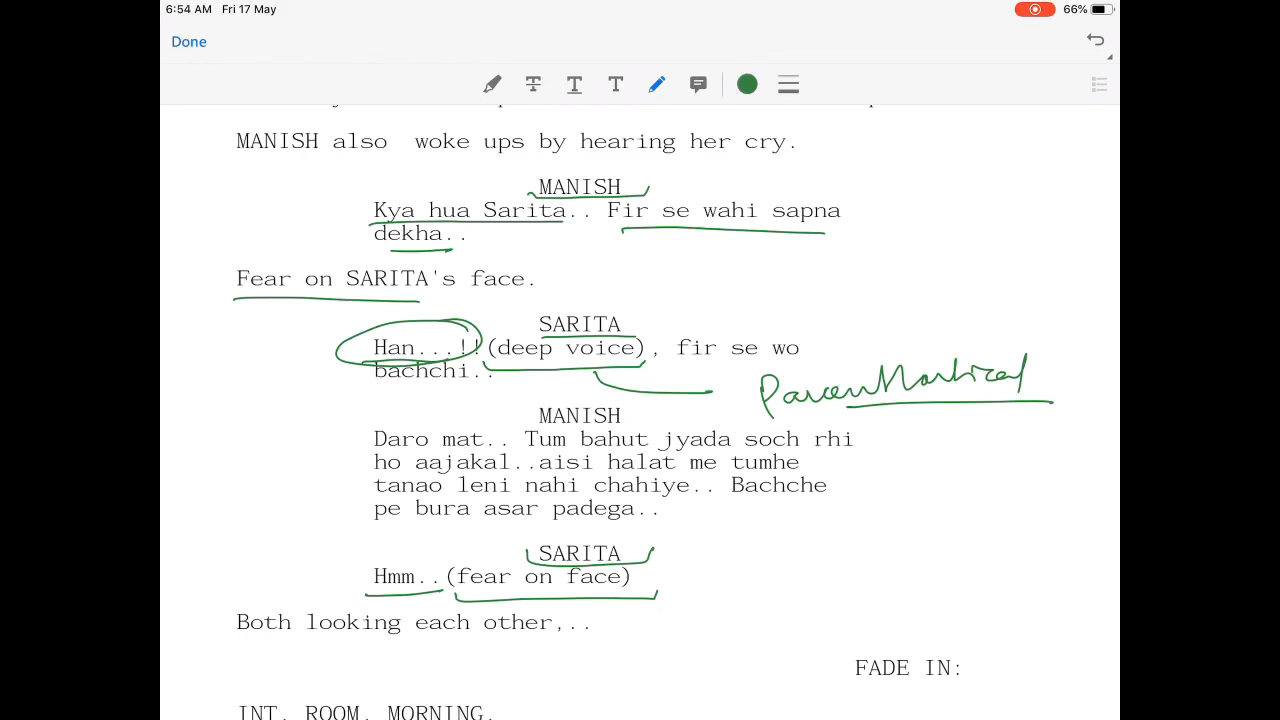 6:54 AM Fri 17 May
66%
Done
MANISH also woke ups by hearing her cry.
MANISH
Kya hua Sarita.. Fir se wahi sapna
dekha..
Fear on SARITA's face.
SARITA
Han...!!(deep voice), fir se wo
bachchi..
MANISH
Daro mat.. Tum bahut jyada soch rhi
ho aajakal..aisi halat me tumhe
tanao leni nahi chahiye.. Bachche
pe bura asar padega..
SARITA
Hmm..(fear on face)
Both looking each other,..
FADE IN:
INT. ROOM. MORNING.